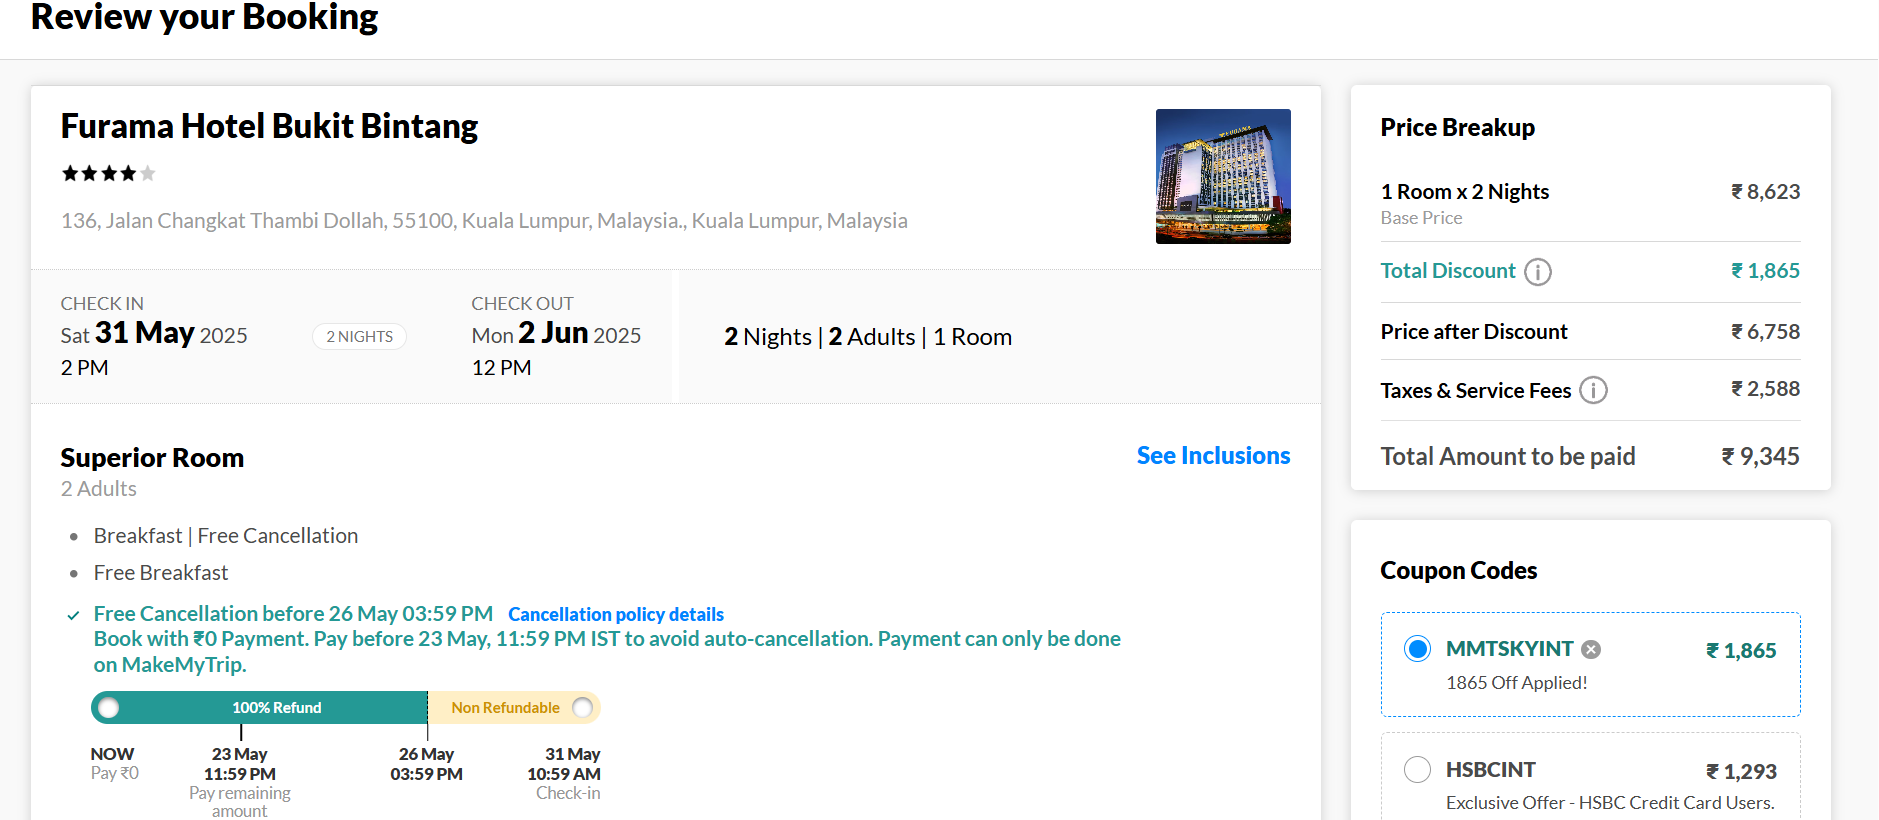 Review your Booking
Furama Hotel Bukit Bintang
136, Jalan Changkat Thambi Dollah, 55100, Kuala Lumpur, Malaysia., Kuala Lumpur, Malaysia
CHECK IN
Sat 31 May 2025
2 PM
2 NIGHTS
CHECK OUT
Mon 2 Jun 2025
12 PM
2 Nights | 2 Adults | 1 Room
Superior Room
See Inclusions
2 Adults
Breakfast | Free Cancellation
Free Breakfast
Free Cancellation before 26 May 03:59 PM Cancellation policy details
Book with ₹0 Payment. Pay before 23 May, 11:59 PM IST to avoid auto-cancellation. Payment can only be done
on MakeMyTrip.
100% Refund
Non Refundable
NOW
Pay ₹0
23 May
11:59 PM
Pay remaining
amount
26 May
03:59 PM
31 May
10:59 AM
Check-in
Price Breakup
1 Room x 2 Nights ₹ 8,623
Base Price
Total Discount ₹ 1,865
Price after Discount ₹ 6,758
Taxes & Service Fees ₹ 2,588
Total Amount to be paid ₹ 9,345
Coupon Codes
MMTSKYINT ₹ 1,865
1865 Off Applied!
HSBCINT ₹ 1,293
Exclusive Offer - HSBC Credit Card Users.